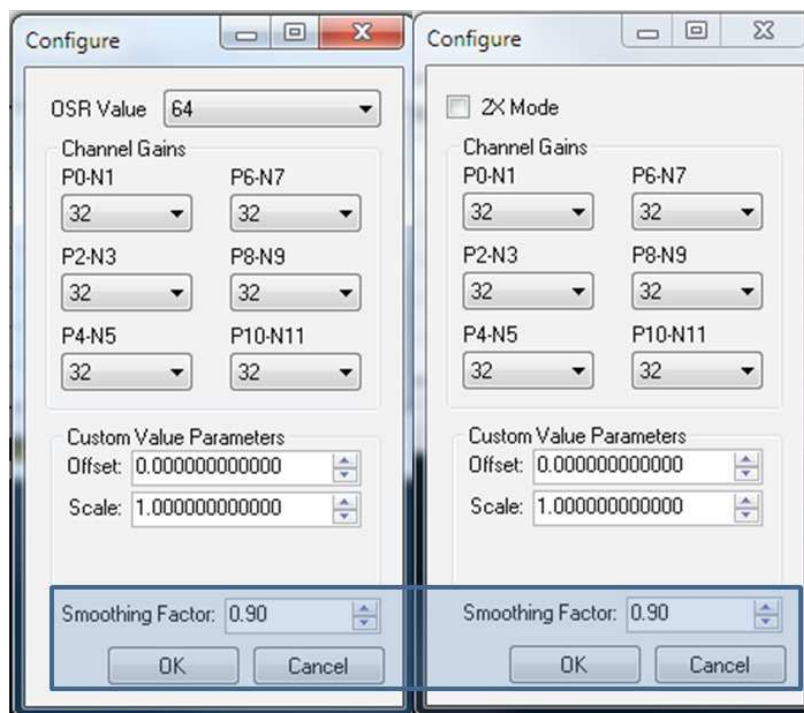 Configure
OSR Value 64
Channel Gains
P0-N1 P6-N7
32 32
P2-N3 P8-N9
32 32
P4-N5 P10-N11
32 32
Custom Value Parameters
Offset: 0.000000000000
Scale: 1.000000000000
Smoothing Factor: 0.90
OK Cancel
Configure
2X Mode
Channel Gains
P0-N1 P6-N7
32 32
P2-N3 P8-N9
32 32
P4-N5 P10-N11
32 32
Custom Value Parameters
Offset: 0.000000000000
Scale: 1.000000000000
Smoothing Factor: 0.90
OK Cancel